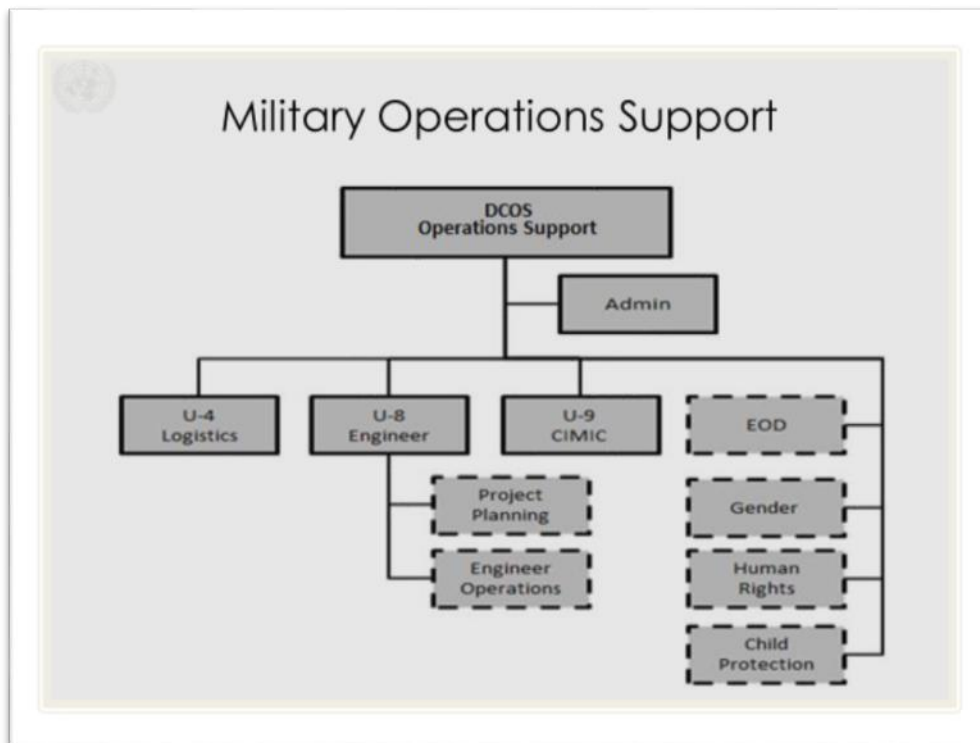 Military Operations Support
DCOS
Operations Support
Admin
U-4
Logistics
U-8
Engineer
U-9
CIMIC
EOD
Project
Planning
Gender
Engineer
Operations
Human
Rights
Child
Protection